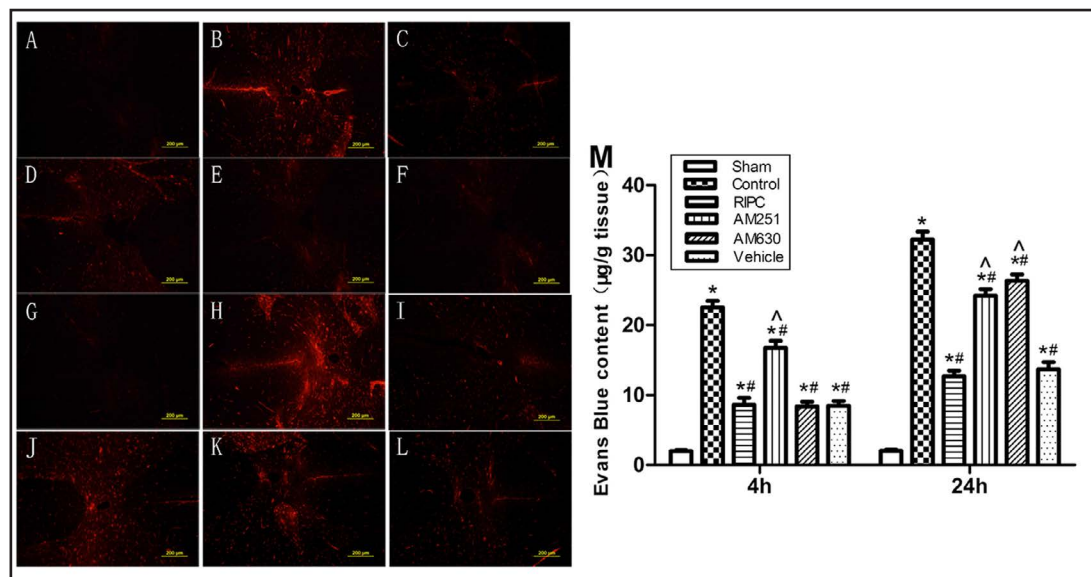 A B C
200 μm 200 μm 200 μm
D E F
200 μm 200 μm 200 μm
G H I
200 μm 200 μm 200 μm
J K L
200 μm 200 μm 200 μm
M
Sham
Control
RIPC
AM251
AM630
Vehicle
Evans Blue content (μg/g tissue)
40
30
20
10
0
* *# ^ *# *# *#
* *# ^ *# ^ *# *#
4h 24h